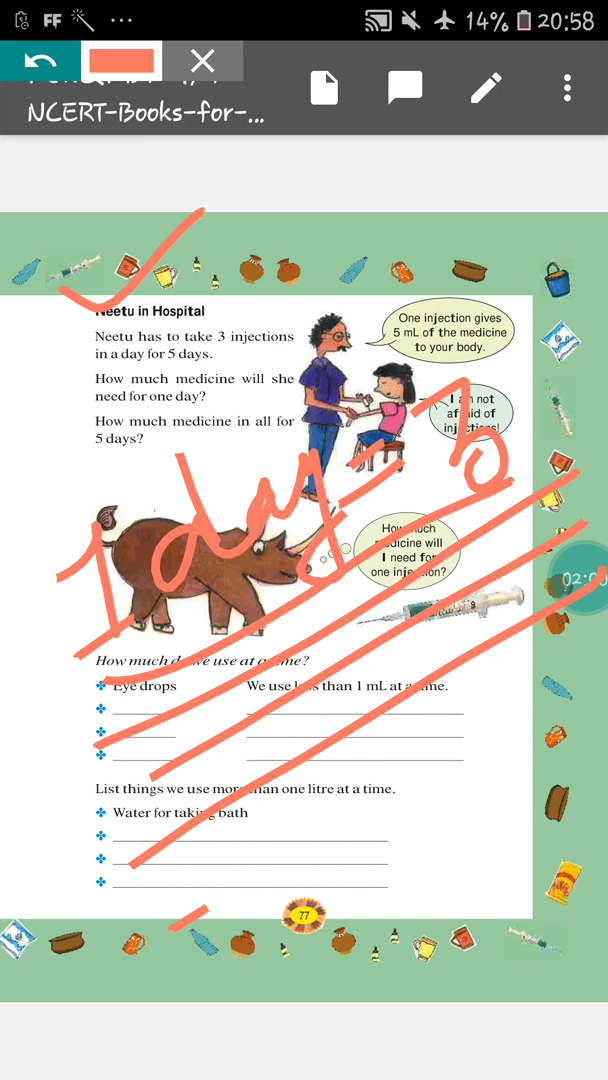 FF ... 14% 20:58
NCERT-Books-for-...
Neetu in Hospital
Neetu has to take 3 injections
in a day for 5 days.
How much medicine will she
need for one day?
How much medicine in all for
5 days?
One injection gives
5 mL of the medicine
to your body.
I am not
afraid of
injections!
1 day = 3
How much
medicine will
I need for
one injection?
02:00
How much do we use at a time?
Eye drops We use less than 1 mL at a time.
List things we use more than one litre at a time.
Water for taking bath
77